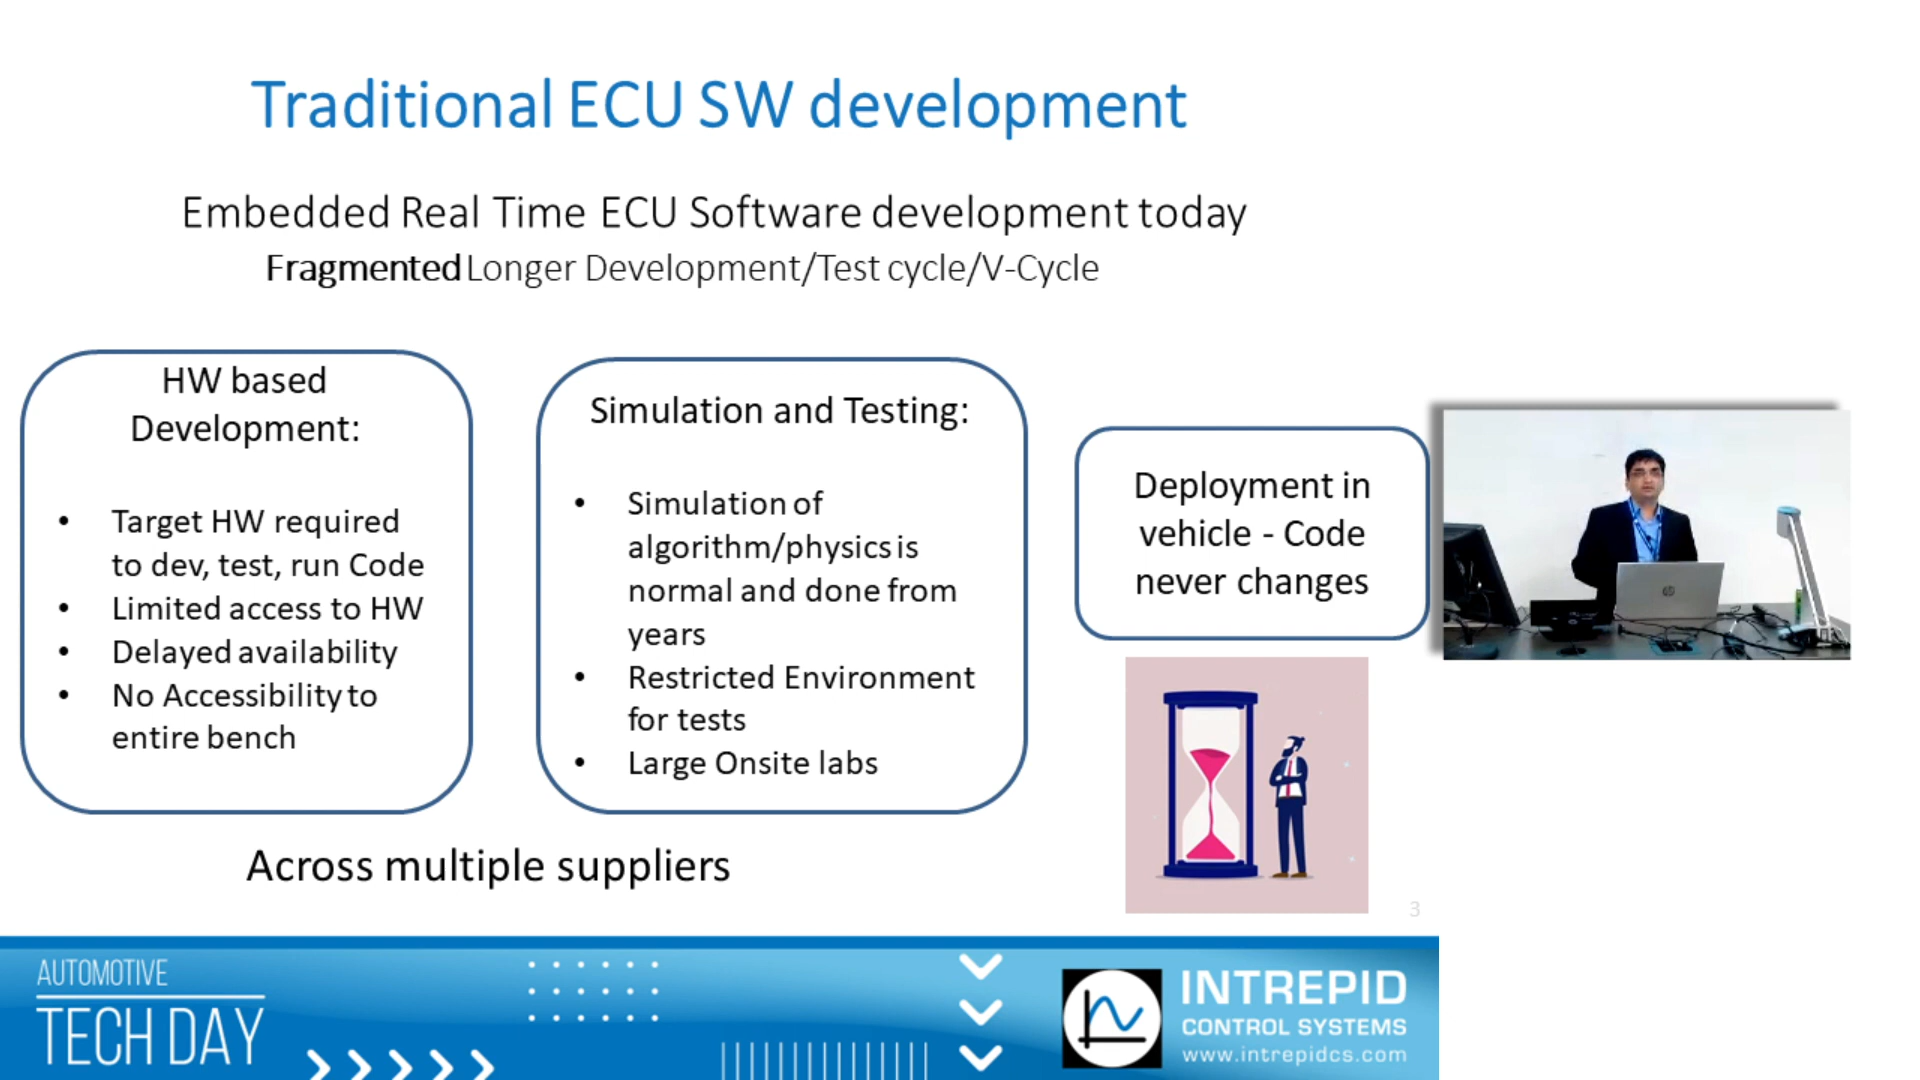 Traditional ECU SW development
Embedded Real Time ECU Software development today
Fragmented Longer Development/Test cycle/V-Cycle
HW based
Development:
• Target HW required
to dev, test, run Code
• Limited access to HW
• Delayed availability
• No Accessibility to
entire bench
Simulation and Testing:
• Simulation of
algorithm/physics is
normal and done from
years
• Restricted Environment
for tests
• Large Onsite labs
Deployment in
vehicle - Code
never changes
Across multiple suppliers
3
AUTOMOTIVE
TECH DAY
INTREPID
CONTROL SYSTEMS
www.intrepidcs.com
hp